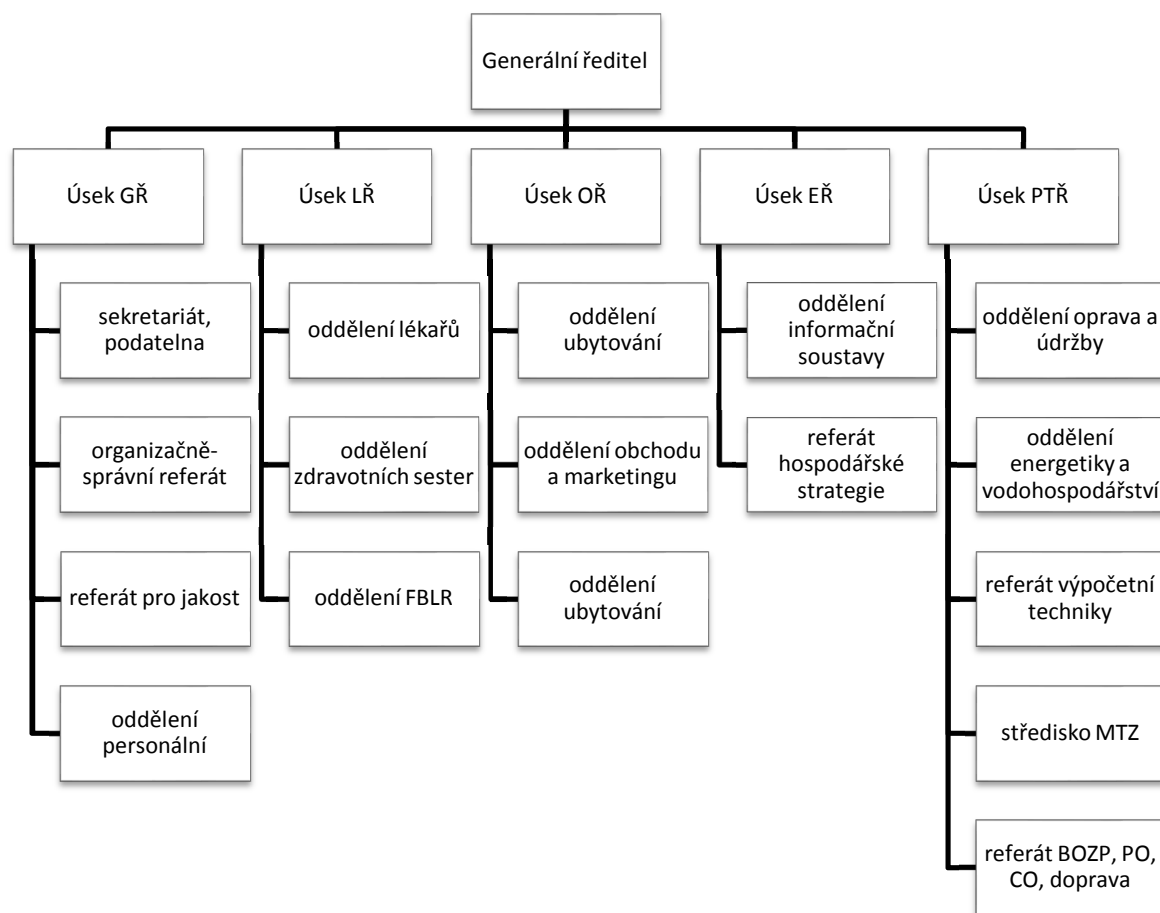 Generální ředitel
Úsek GŘ
sekretariát,
podatelna
organizačně-
správní referát
referát pro jakost
oddělení
personální
Úsek LŘ
oddělení lékařů
oddělení
zdravotních sester
oddělení FBLR
Úsek OŘ
oddělení
ubytování
oddělení obchodu
a marketingu
oddělení
ubytování
Úsek EŘ
oddělení
informační
soustavy
referát
hospodářské
strategie
Úsek PTŘ
oddělení oprava a
údržby
oddělení
energetiky a
vodohospodářství
referát výpočetní
techniky
středisko MTZ
referát BOZP, PO,
CO, doprava